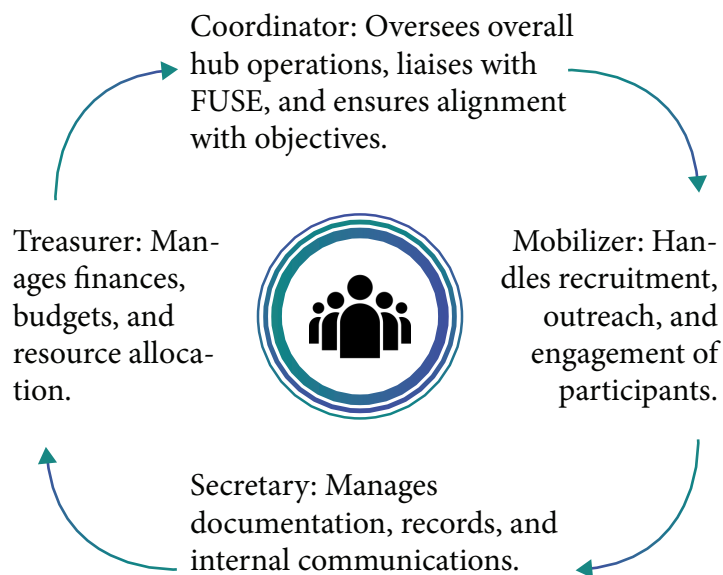 Coordinator: Oversees overall
hub operations, liaises with
FUSE, and ensures alignment
with objectives.
Treasurer: Man-
ages finances,
budgets, and
resource alloca-
tion.
Mobilizer: Han-
dles recruitment,
outreach, and
engagement of
participants.
Secretary: Manages
documentation, records, and
internal communications.